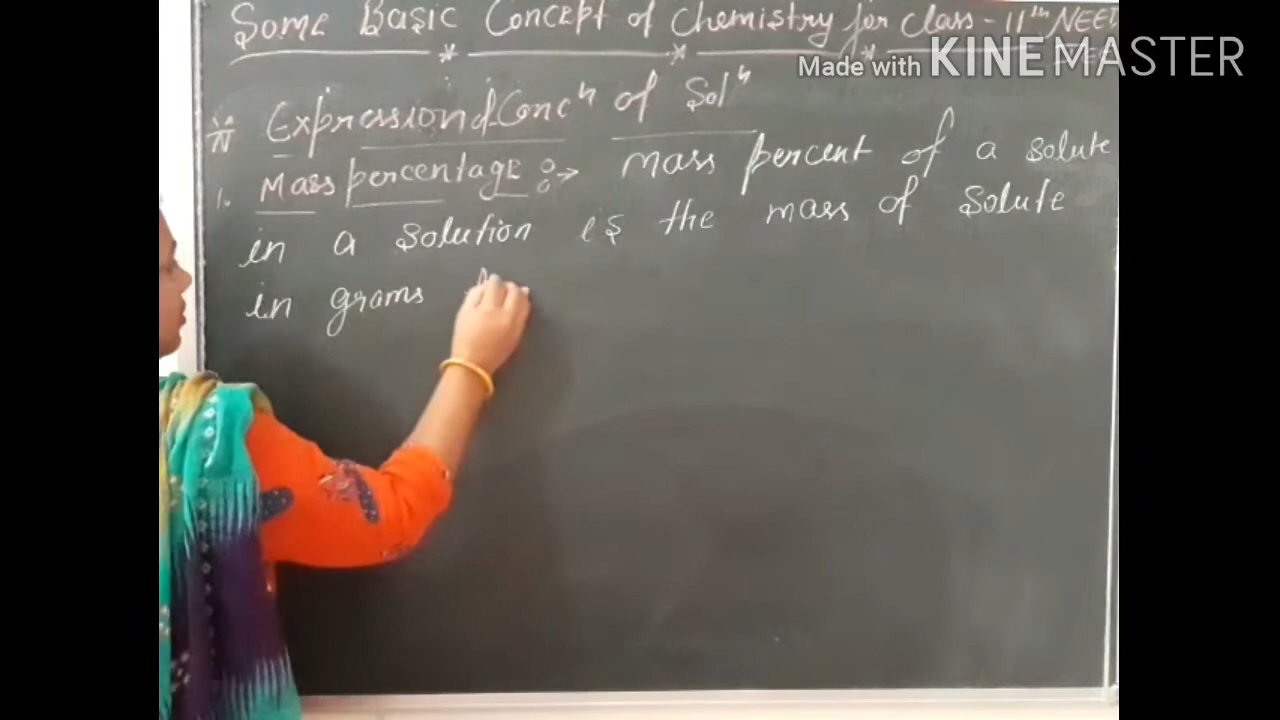 Some Basic Concept of Chemistry for Class - 11th
Made with KINEMASTER
Expression of Concn of Soln
1. Mass percentage :→ mass percent of a solute
in a solution is the mass of solute
in grams